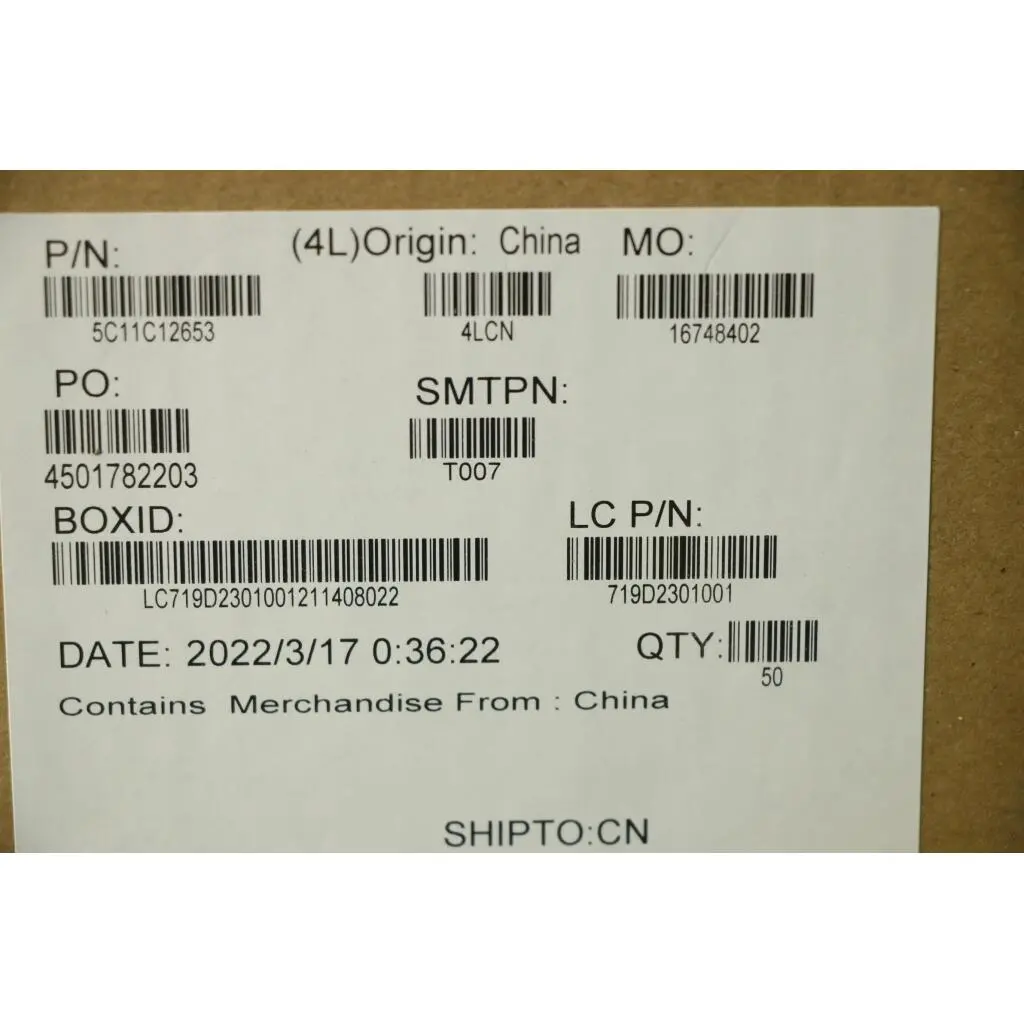 P/N:
(4L)Origin: China
MO:
5C11C12653
4LCN
16748402
PO:
SMTPN:
4501782203
T007
BOXID:
LC P/N:
LC719D2301001211408022
719D2301001
DATE: 2022/3/17 0:36:22
QTY:
50
Contains Merchandise From : China
SHIPTO:CN